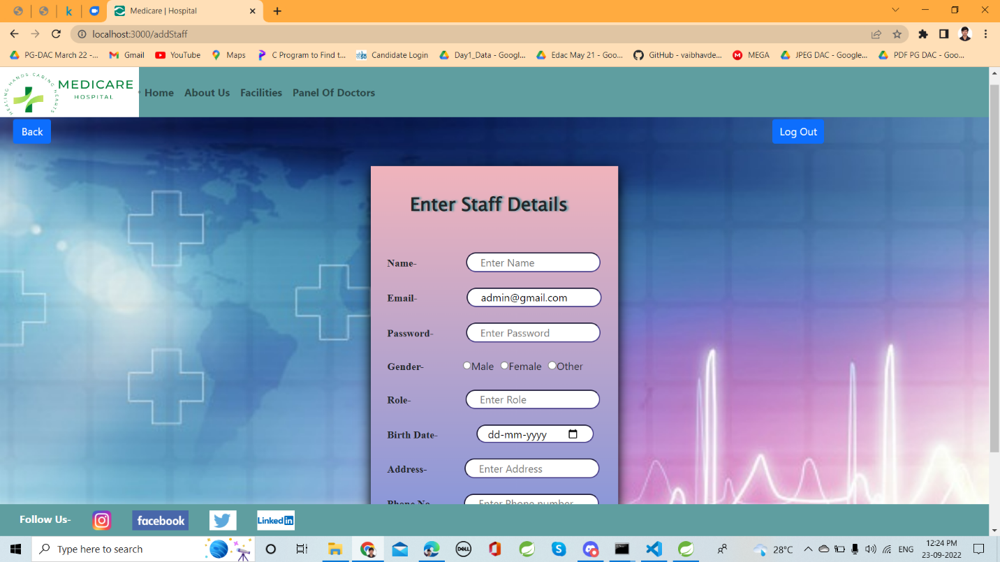 Medicare | Hospital
localhost:3000/addStaff
PG-DAC March 22 -... Gmail YouTube Maps C Program to Find t... Candidate Login Day1_Data - Googl... Edac May 21 - Goo... GitHub - vaibhavde... MEGA JPEG DAC - Google... PDF PG DAC - Goo...
HEALING HANDS CARING HEARTS
MEDICARE
HOSPITAL
Home About Us Facilities Panel Of Doctors
Back Log Out
Enter Staff Details
Name- Enter Name
Email- admin@gmail.com
Password- Enter Password
Gender- Male Female Other
Role- Enter Role
Birth Date- dd-mm-yyyy
Address- Enter Address
Phone No Enter Phone number
Follow Us- facebook Linked in
Type here to search DELL 28°C ENG 12:24 PM
23-09-2022